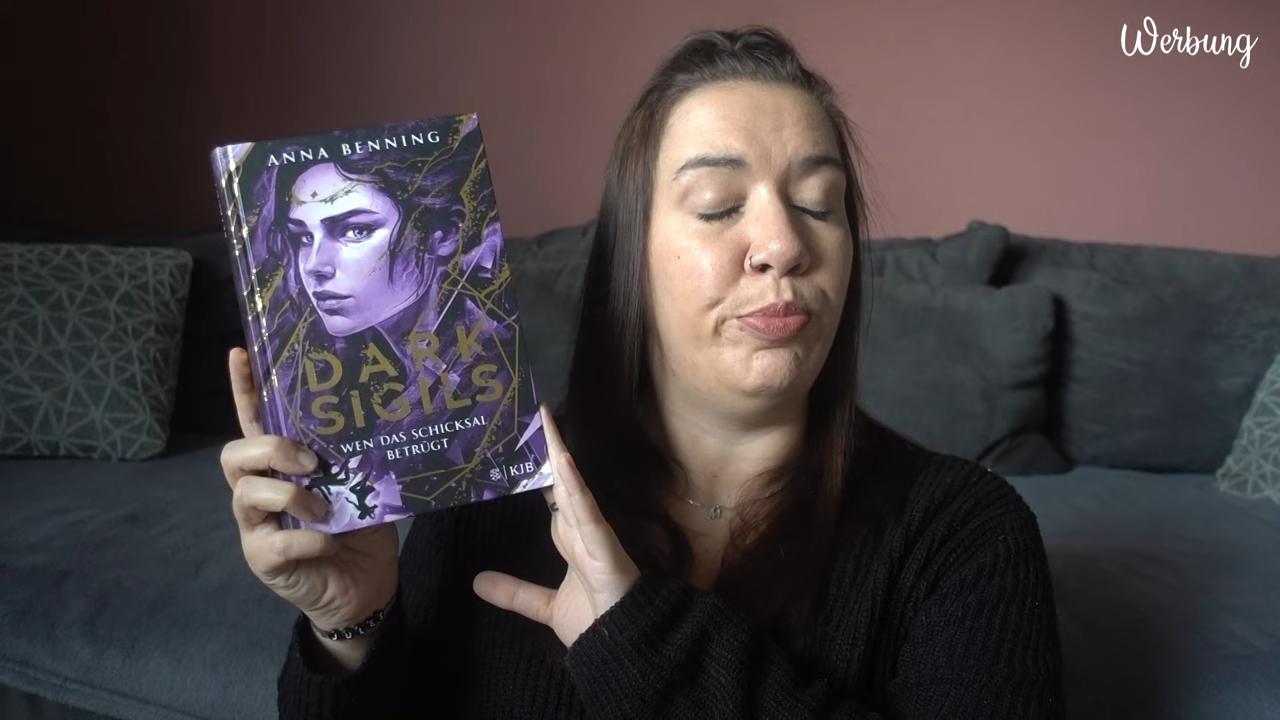 Werbung
ANNA BENNING
DARK
SIGILS
WEN DAS SCHICKSAL
BETRÜGT
KJB